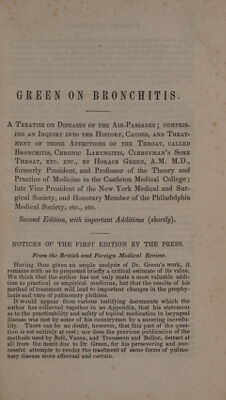 GREEN ON BRONCHITIS.
A Treatise on Diseases of the Air-Passages; compris-
ing an Inquiry into the History, Causes, and Treat-
ment of those Affections of the Throat, called
Bronchitis, Chronic Laryngitis, Clergyman's Sore
Throat, etc. etc., by Horace Green, A.M. M.D.,
formerly President, and Professor of the Theory and
Practice of Medicine in the Castleton Medical College;
late Vice President of the New York Medical and Sur-
gical Society, and Honorary Member of the Philadelphia
Medical Society, etc., etc.
Second Edition, with important Additions (shortly).
NOTICES OF THE FIRST EDITION BY THE PRESS.
From the British and Foreign Medical Review.
Having thus given an ample analysis of Dr. Green's work, it
remains with us to propound briefly a critical estimate of its value.
We think that the author has not only made a most valuable addi-
tion to practical or empirical medicine, but that the results of his
method of treatment will lead to important changes in the prophy-
laxis and cure of pulmonary phthisis.
It would appear from various testifying documents which the
author has collected together in an Appendix, that his statement
as to the practicability and safety of topical medication in laryngeal
disease was met by some of his countrymen by a sneering incredu-
lity. There can be no doubt, however, that this part of the ques-
tion is set entirely at rest; nor does the previous publication of the
methods used by Bell, Vance, and Trousseau and Belloc, detract at
all from the merit due to Dr. Green, for his persevering and suc-
cessful attempts to render the treatment of some forms of pulmo-
nary disease more effectual and certain.